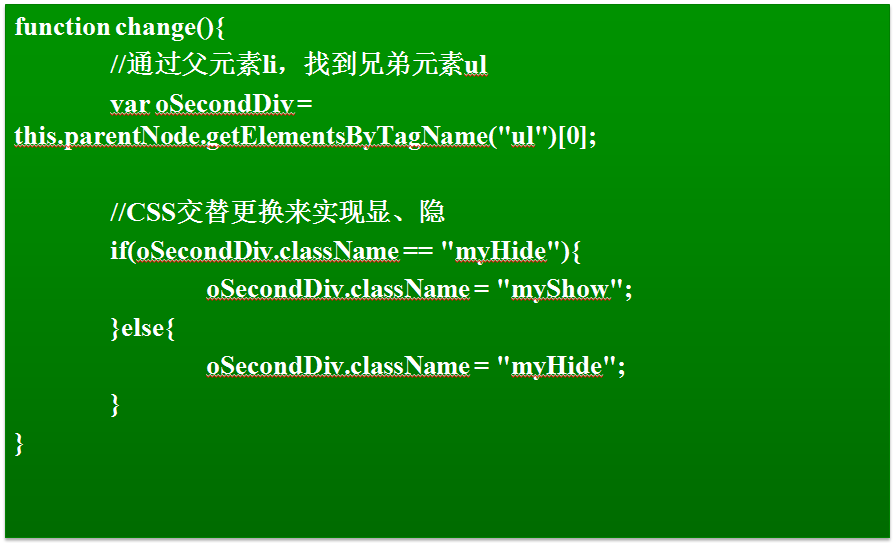 function change(){
//通过父元素li，找到兄弟元素ul
var oSecondDiv =
this.parentNode.getElementsByTagName("ul")[0];
//CSS交替更换来实现显、隐
if(oSecondDiv.className == "myHide"){
oSecondDiv.className = "myShow";
}else{
oSecondDiv.className = "myHide";
}
}